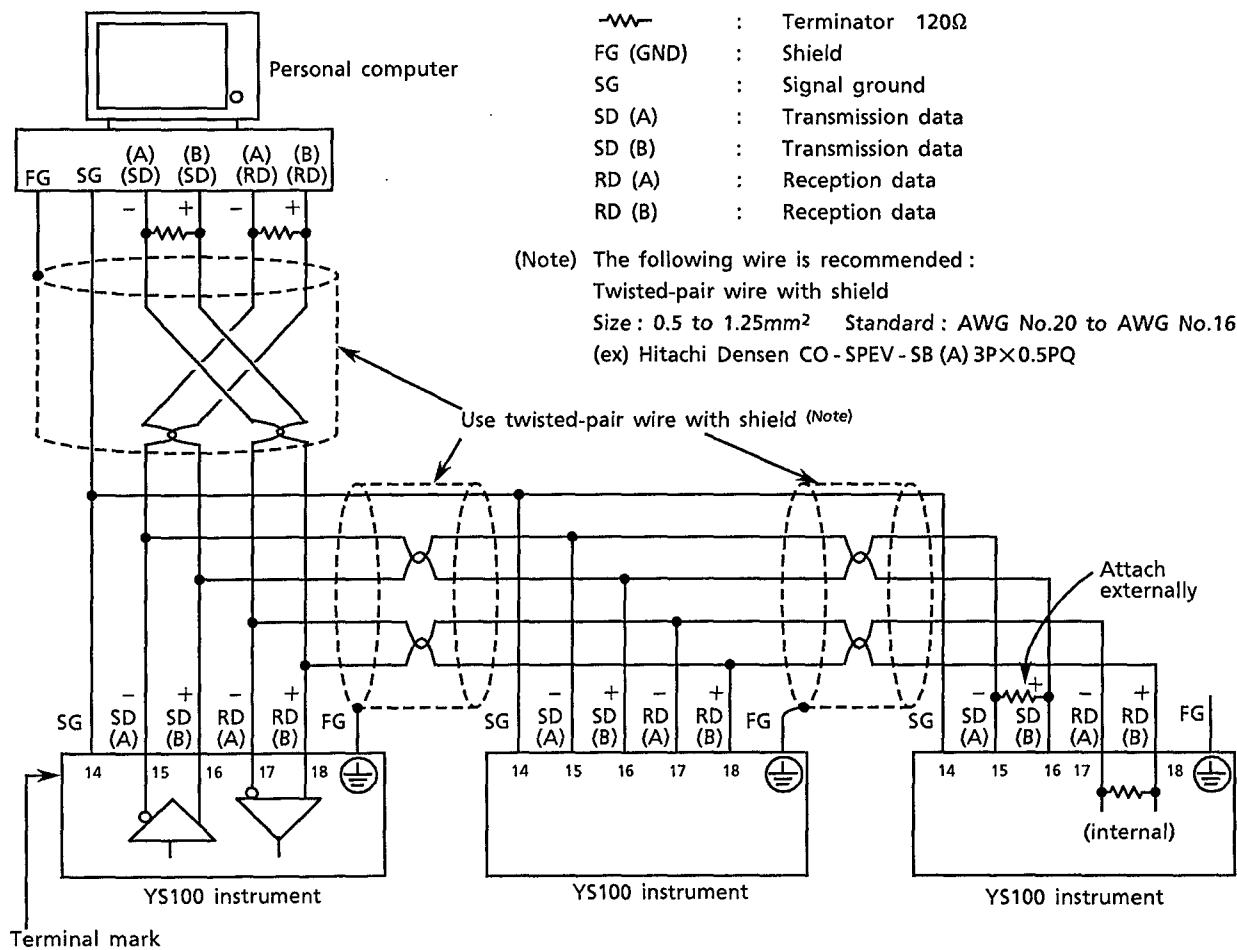 Personal computer
FG SG (A) (SD) (B) (SD) (A) (RD) (B) (RD)
− + − +
: Terminator 120Ω
FG (GND) : Shield
SG : Signal ground
SD (A) : Transmission data
SD (B) : Transmission data
RD (A) : Reception data
RD (B) : Reception data
(Note) The following wire is recommended :
Twisted-pair wire with shield
Size : 0.5 to 1.25mm² Standard : AWG No.20 to AWG No.16
(ex) Hitachi Densen CO - SPEV - SB (A) 3P×0.5PQ
Use twisted-pair wire with shield (Note)
Attach
externally
− + − +
SG SD (A) SD (B) RD (A) RD (B) FG
14 15 16 17 18
YS100 instrument
Terminal mark
− + − +
SG SD (A) SD (B) RD (A) RD (B) FG
14 15 16 17 18
YS100 instrument
− + − +
SG SD (A) SD (B) RD (A) RD (B) FG
14 15 16 17 18
(internal)
YS100 instrument